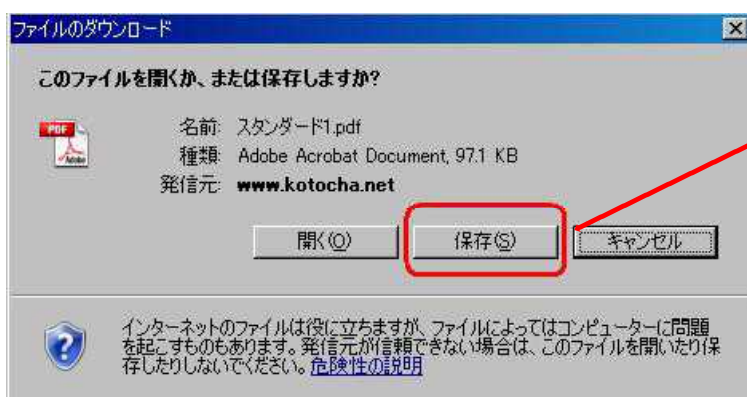 ファイルのダウンロード
このファイルを開くか、または保存しますか?
PDF
Adobe
名前: スタンダード1.pdf
種類: Adobe Acrobat Document, 97.1 KB
発信元: www.kotocha.net
開く(O) 保存(S) キャンセル
インターネットのファイルは役に立ちますが、ファイルによってはコンピューターに問題
を起こすものもあります。発信元が信頼できない場合は、このファイルを開いたり保
存したりしないでください。危険性の説明